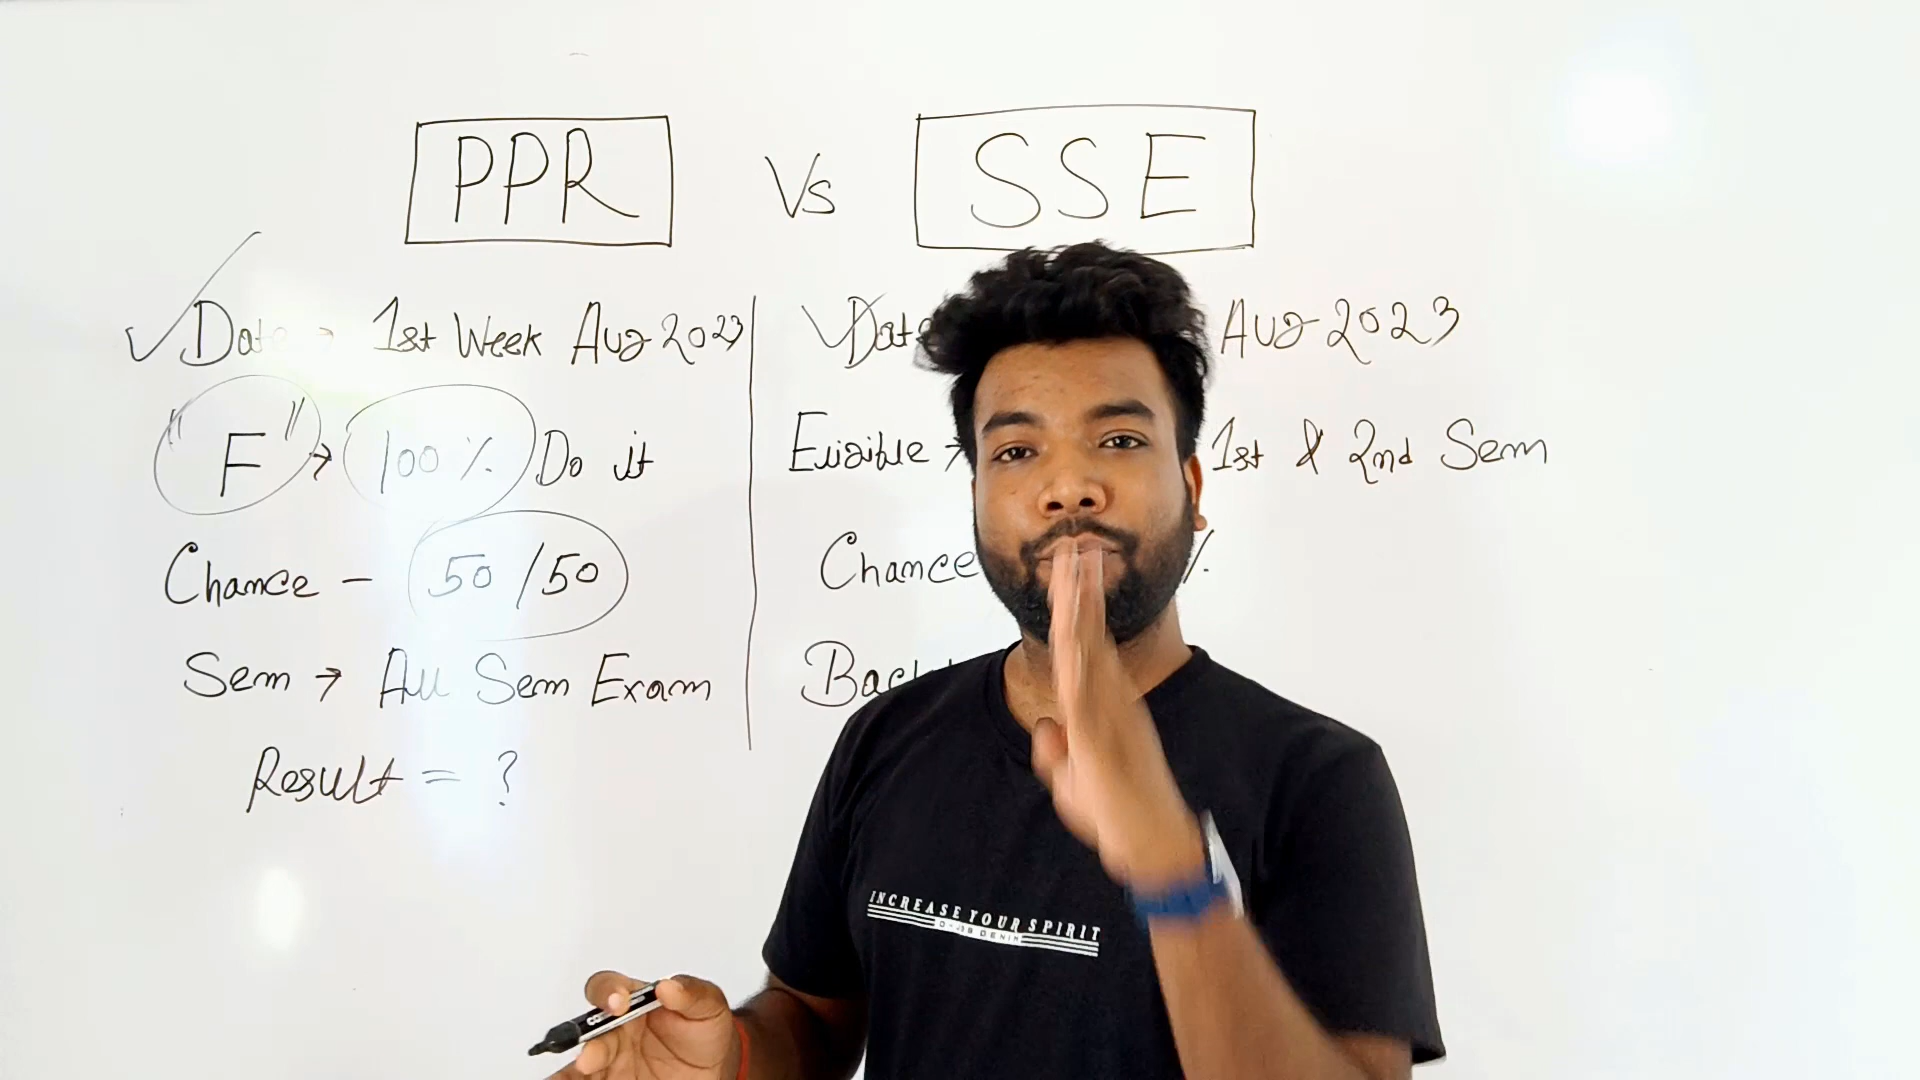 PPR Vs SSE
Date → 1st Week Aug 2023
"F" → 100% Do it
Chance - 50/50
Sem → All Sem Exam
Result = ?
Date Aug 2023
Eligible → 1st & 2nd Sem
Chance %
INCREASE YOUR SPIRIT